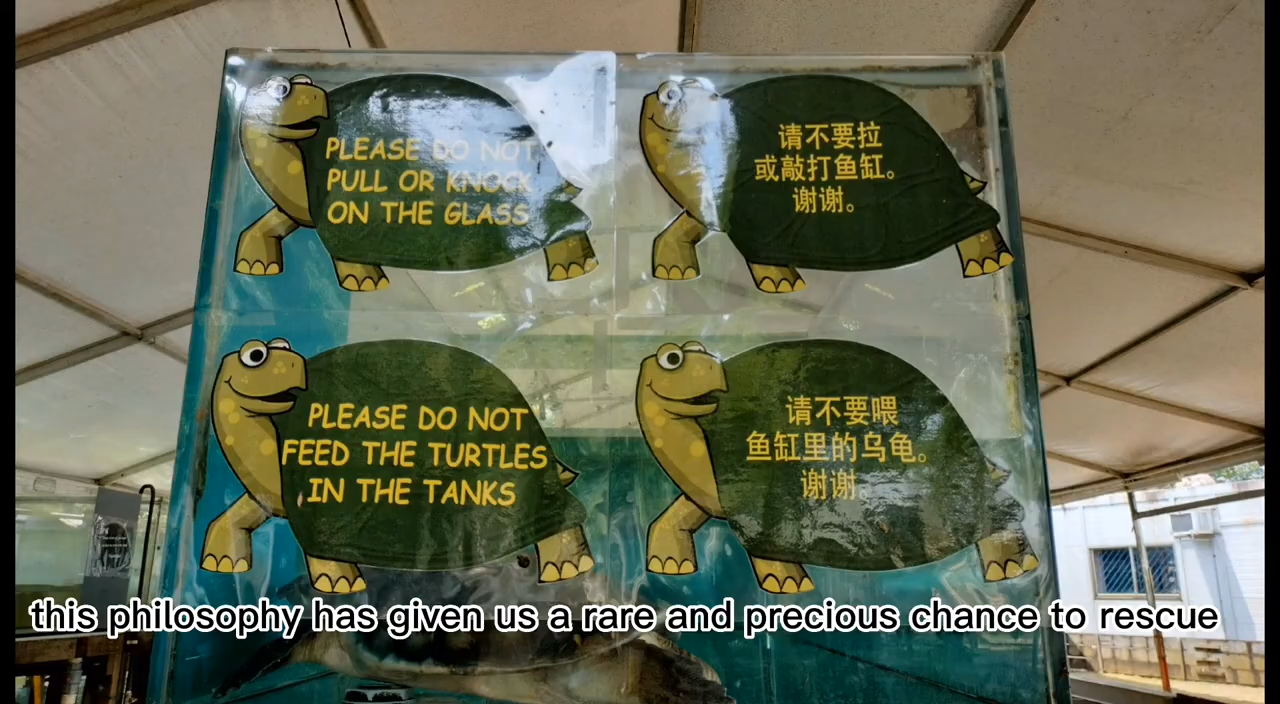 PLEASE DO NOT
PULL OR KNOCK
ON THE GLASS
请不要拉
或敲打鱼缸。
谢谢。
PLEASE DO NOT
FEED THE TURTLES
IN THE TANKS
请不要喂
鱼缸里的乌龟。
谢谢。
this philosophy has given us a rare and precious chance to rescue